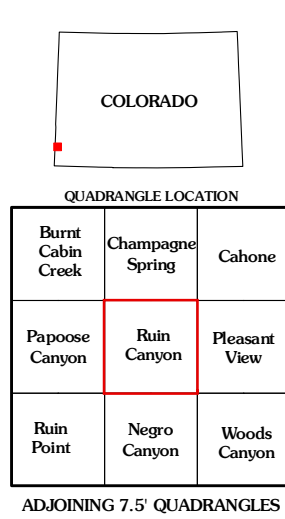 COLORADO
QUADRANGLE LOCATION
Burnt
Cabin
Creek
Champagne
Spring
Cahone
Papoose
Canyon
Ruin
Canyon
Pleasant
View
Ruin
Point
Negro
Canyon
Woods
Canyon
ADJOINING 7.5' QUADRANGLES